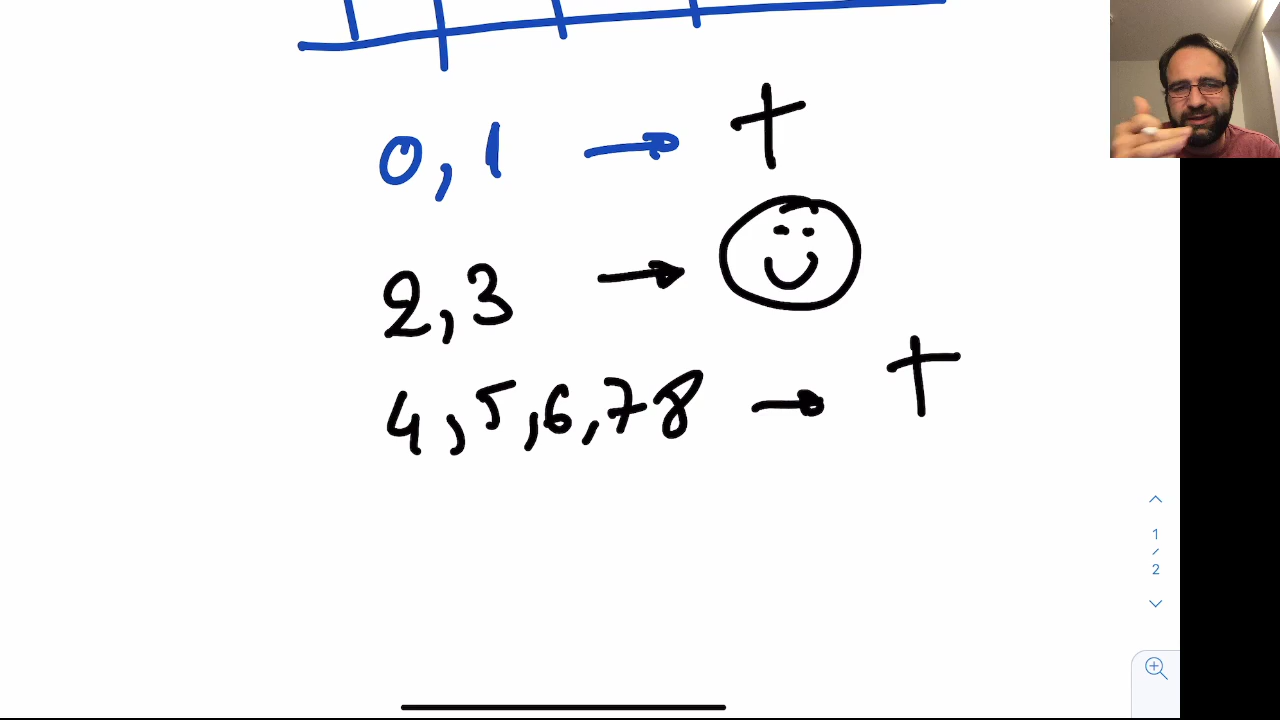 0, 1 → †
2, 3 → ☺
4, 5, 6, 7 8 → †
1
/
2